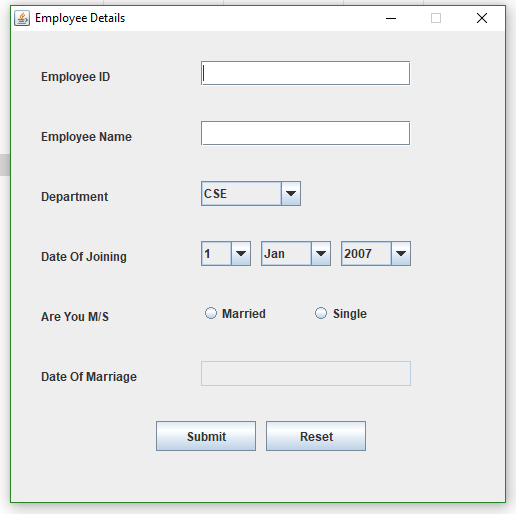 Employee Details
Employee ID
Employee Name
Department CSE
Date Of Joining 1 Jan 2007
Are You M/S Married Single
Date Of Marriage
Submit Reset